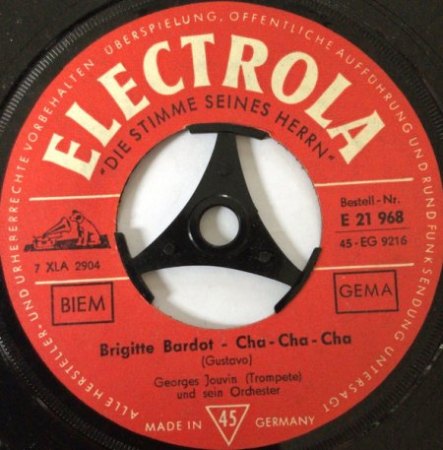 ALLE HERSTELLER- UND URHEBERRECHTE VORBEHALTEN ÜBERSPIELUNG, ÖFFENTLICHE AUFFÜHRUNG UND RUNDFUNKSENDUNG UNTERSAGT
ELECTROLA
"DIE STIMME SEINES HERRN"
Bestell-Nr.
E 21 968
45-EG 9216
7 XLA 2904
BIEM
GEMA
Brigitte Bardot - Cha-Cha-Cha
(Gustavo)
Georges Jouvin (Trompete)
und sein Orchester
MADE IN 45 GERMANY